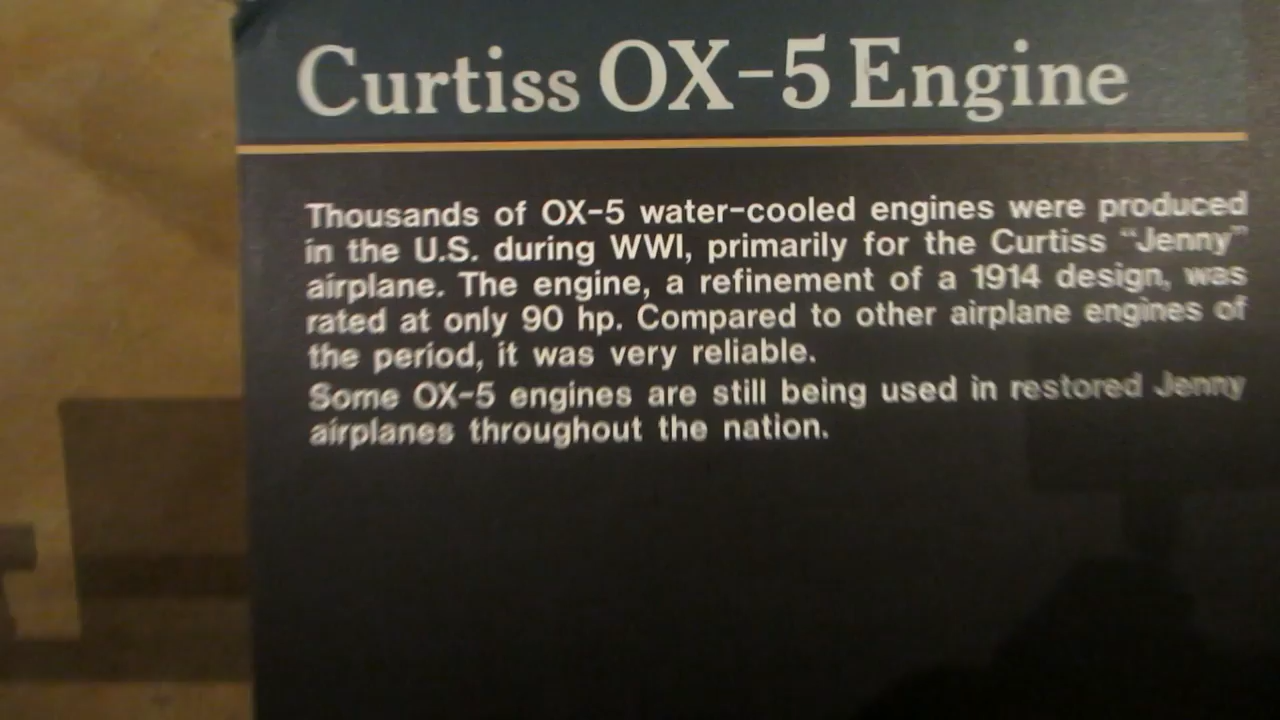 Curtiss OX-5 Engine
Thousands of OX-5 water-cooled engines were produced
in the U.S. during WWI, primarily for the Curtiss “Jenny”
airplane. The engine, a refinement of a 1914 design, was
rated at only 90 hp. Compared to other airplane engines of
the period, it was very reliable.
Some OX-5 engines are still being used in restored Jenny
airplanes throughout the nation.